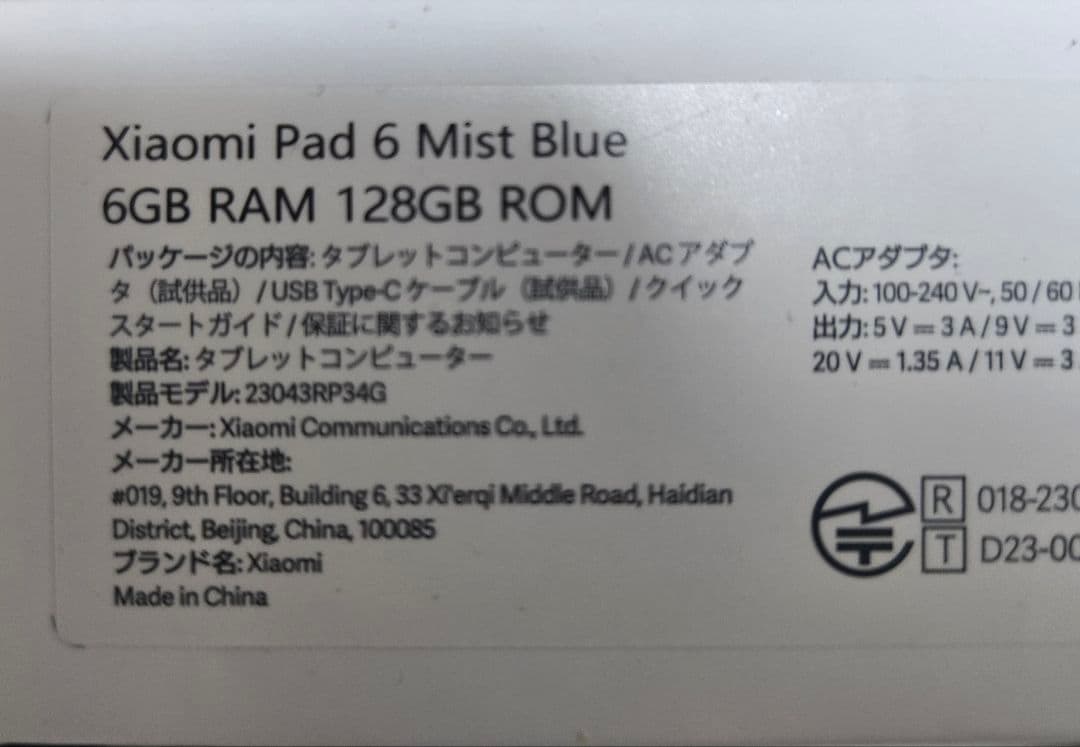 Xiaomi Pad 6 Mist Blue
6GB RAM 128GB ROM
パッケージの内容: タブレットコンピューター / ACアダプ
タ（試供品）/ USB Type-C ケーブル（試供品）/ クイック
スタートガイド / 保証に関するお知らせ
製品名: タブレットコンピューター
製品モデル: 23043RP34G
メーカー: Xiaomi Communications Co., Ltd.
メーカー所在地:
#019, 9th Floor, Building 6, 33 Xi'erqi Middle Road, Haidian
District, Beijing, China, 100085
ブランド名: Xiaomi
Made in China
ACアダプタ:
入力: 100-240 V~, 50 / 60
出力: 5 V ⎓ 3 A / 9 V ⎓ 3
20 V ⎓ 1.35 A / 11 V ⎓ 3
R 018-230
T D23-00